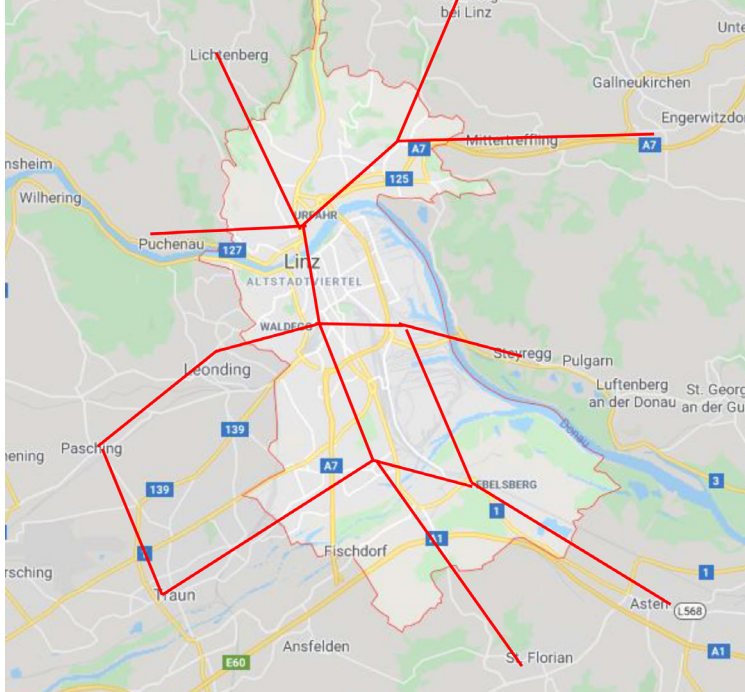 bei Linz
Lichtenberg
Gallneukirchen
Engerwitzdor
Mittertreffling
A7
A7
125
nsheim
Wilhering
URFAHR
Puchenau
127
Linz
ALTSTADTVIERTEL
WALDEGG
Steyregg
Pulgarn
Leonding
Luftenberg
an der Donau
St. Georg
an der Gu
139
Donau
Pasching
ening
A7
139
3
EBELSBERG
1
A1
Fischdorf
1
1
rsching
Traun
Asten
L568
Ansfelden
A1
St. Florian
E60